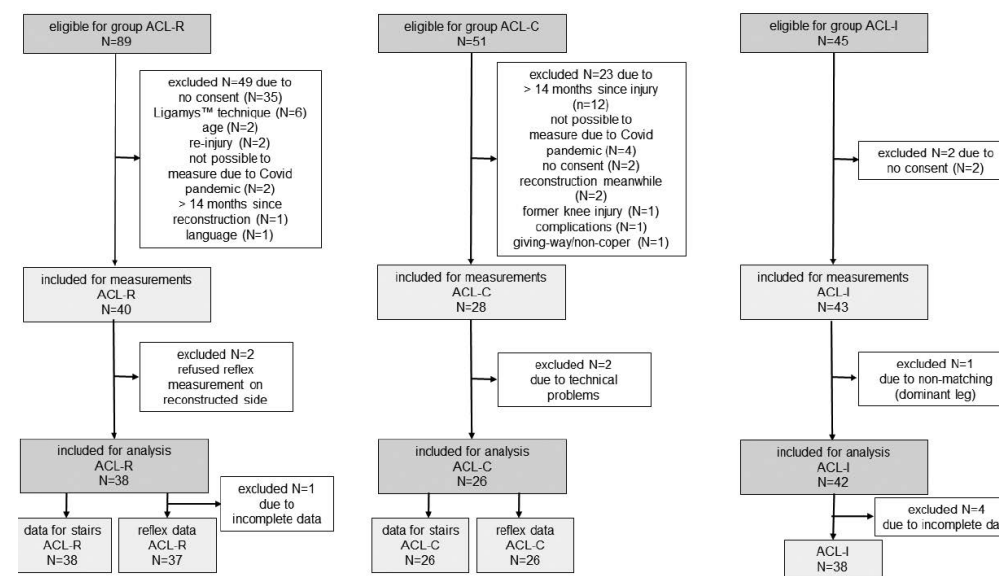 eligible for group ACL-R
N=89
excluded N=49 due to
no consent (N=35)
Ligamys™ technique (N=6)
age (N=2)
re-injury (N=2)
not possible to
measure due to Covid
pandemic (N=2)
> 14 months since
reconstruction (N=1)
language (N=1)
included for measurements
ACL-R
N=40
excluded N=2
refused reflex
measurement on
reconstructed side
included for analysis
ACL-R
N=38
excluded N=1
due to
incomplete data
data for stairs
ACL-R
N=38
reflex data
ACL-R
N=37
eligible for group ACL-C
N=51
excluded N=23 due to
> 14 months since injury
(n=12)
not possible to
measure due to Covid
pandemic (N=4)
no consent (N=2)
reconstruction meanwhile
(N=2)
former knee injury (N=1)
complications (N=1)
giving-way/non-coper (N=1)
included for measurements
ACL-C
N=28
excluded N=2
due to technical
problems
included for analysis
ACL-C
N=26
data for stairs
ACL-C
N=26
reflex data
ACL-C
N=26
eligible for group ACL-I
N=45
excluded N=2 due to
no consent (N=2)
included for measurements
ACL-I
N=43
excluded N=1
due to non-matching
(dominant leg)
included for analysis
ACL-I
N=42
excluded N=4
due to incomplete da
ACL-I
N=38